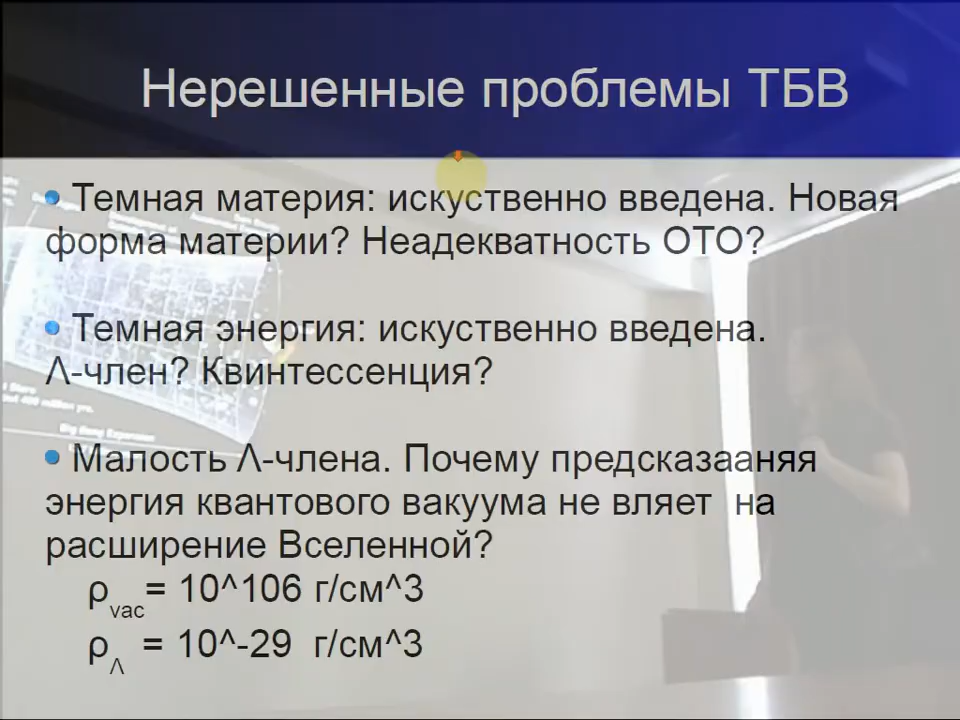 Нерешенные проблемы ТБВ
Темная материя: искуственно введена. Новая
форма материи? Неадекватность ОТО?
Темная энергия: искуственно введена.
Λ-член? Квинтессенция?
Малость Λ-члена. Почему предсказааняя
энергия квантового вакуума не вляет на
расширение Вселенной?
ρvac= 10^106 г/см^3
ρΛ = 10^-29 г/см^3